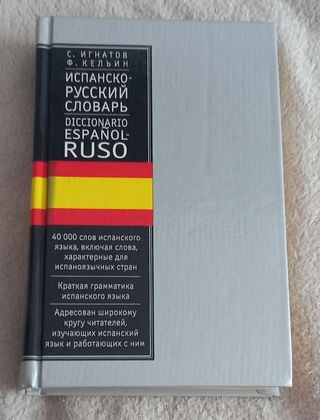 С. ИГНАТОВ
Ф. КЕЛЬИН
ИСПАНСКО-
РУССКИЙ
СЛОВАРЬ
DICCIONARIO
ESPAÑOL-
RUSO
40 000 слов испанского
языка, включая слова,
характерные для
испаноязычных стран
Краткая грамматика
испанского языка
Адресован широкому
кругу читателей,
изучающих испанский
язык и работающих с ним